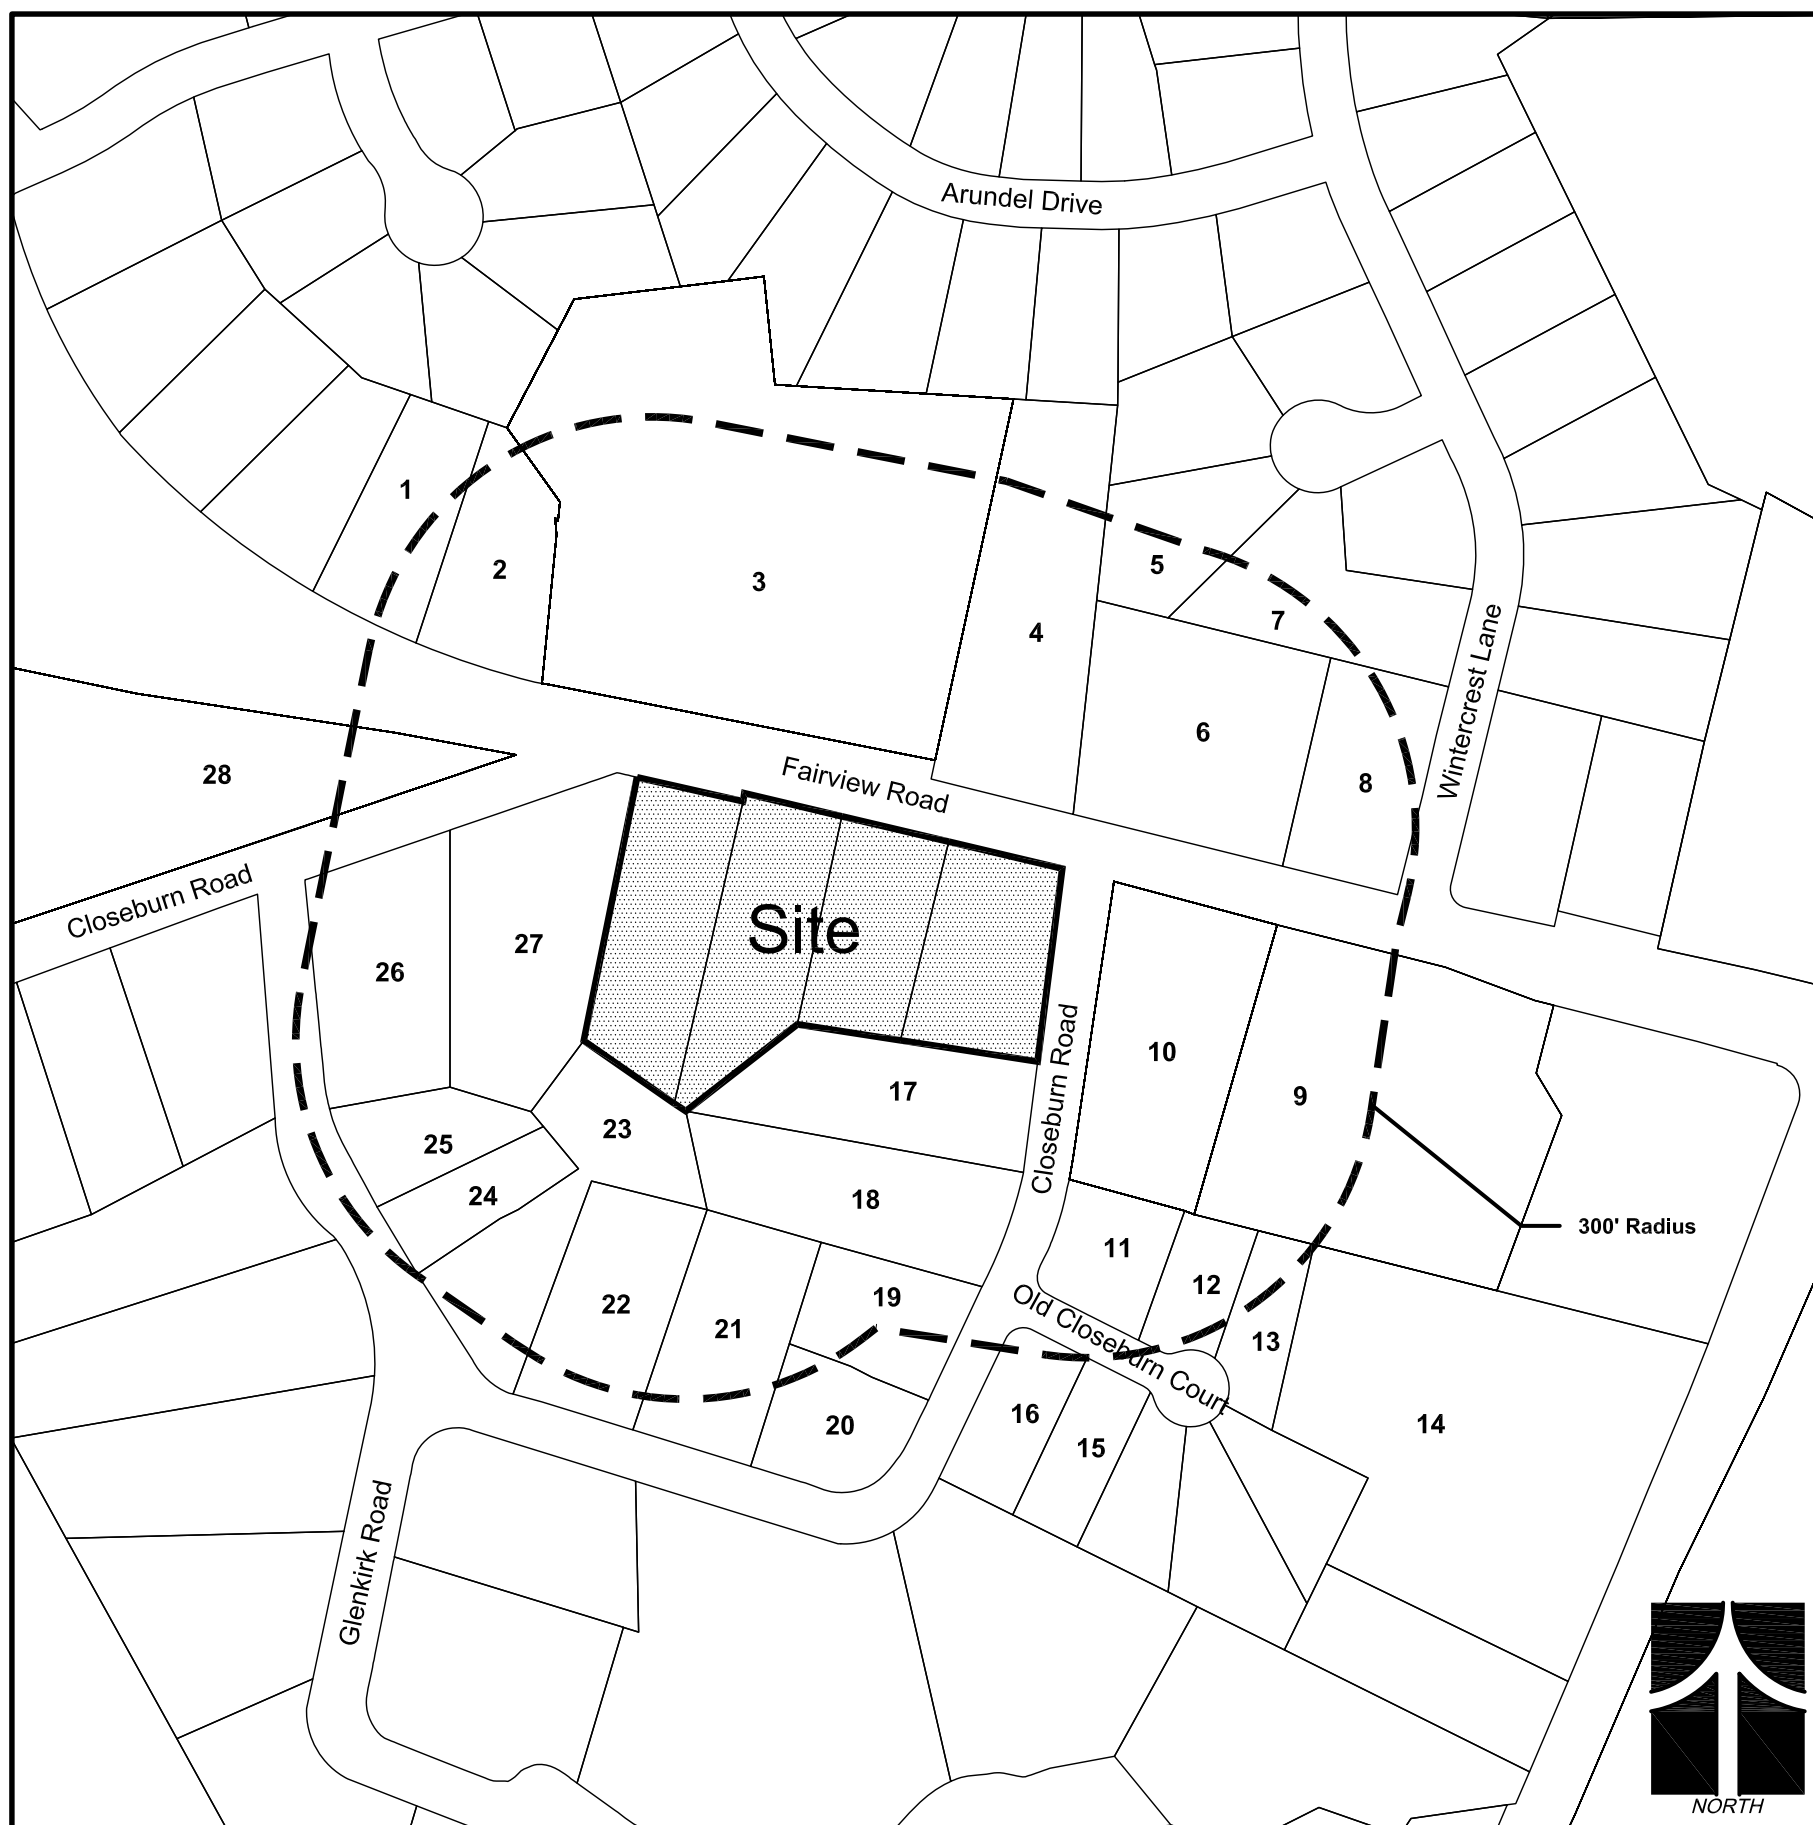 Arundel Drive
1
2
3
5
7
4
Wintercrest Lane
6
28
Fairview Road
8
Closeburn Road
Site
27
26
10
Closeburn Road
17
9
23
25
24
18
300' Radius
11
12
Old Closeburn Court
19
22
21
13
16
20
14
15
Glenkirk Road
NORTH